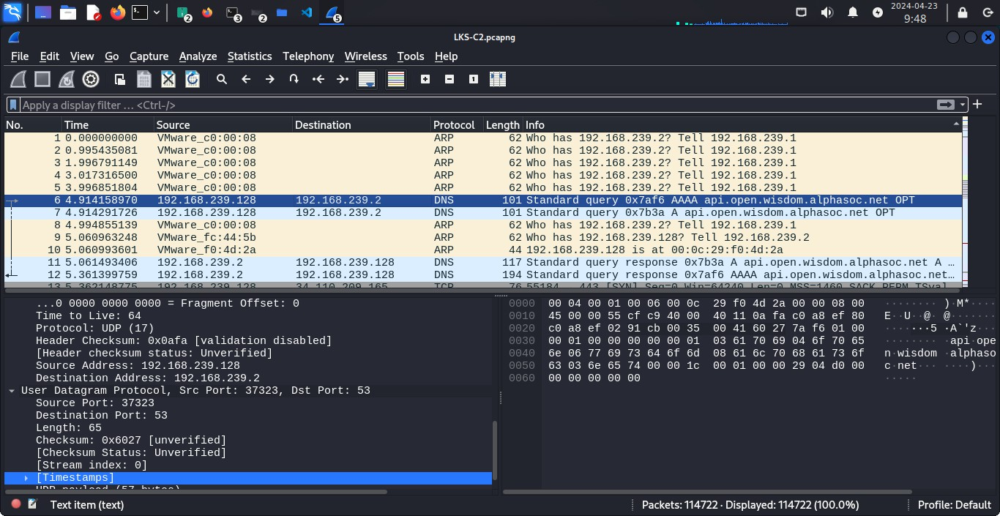 2024-04-23
9:48
2
3
2
5
LKS-C2.pcapng
File Edit View Go Capture Analyze Statistics Telephony Wireless Tools Help
Apply a display filter … <Ctrl-/>
No. Time Source Destination Protocol Length Info
1 0.000000000 VMware_c0:00:08 ARP 62 Who has 192.168.239.2? Tell 192.168.239.1
2 0.995435081 VMware_c0:00:08 ARP 62 Who has 192.168.239.2? Tell 192.168.239.1
3 1.996791149 VMware_c0:00:08 ARP 62 Who has 192.168.239.2? Tell 192.168.239.1
4 3.017316500 VMware_c0:00:08 ARP 62 Who has 192.168.239.2? Tell 192.168.239.1
5 3.996851804 VMware_c0:00:08 ARP 62 Who has 192.168.239.2? Tell 192.168.239.1
6 4.914158970 192.168.239.128 192.168.239.2 DNS 101 Standard query 0x7af6 AAAA api.open.wisdom.alphasoc.net OPT
7 4.914291726 192.168.239.128 192.168.239.2 DNS 101 Standard query 0x7b3a A api.open.wisdom.alphasoc.net OPT
8 4.994855139 VMware_c0:00:08 ARP 62 Who has 192.168.239.2? Tell 192.168.239.1
9 5.060963248 VMware_fc:44:5b ARP 62 Who has 192.168.239.128? Tell 192.168.239.2
10 5.060993601 VMware_f0:4d:2a ARP 44 192.168.239.128 is at 00:0c:29:f0:4d:2a
11 5.061493406 192.168.239.2 192.168.239.128 DNS 117 Standard query response 0x7b3a A api.open.wisdom.alphasoc.net A …
12 5.361399759 192.168.239.2 192.168.239.128 DNS 194 Standard query response 0x7af6 AAAA api.open.wisdom.alphasoc.net…
13 5.362148775 192.168.239.128 34.110.209.165 TCP 76 55184 443 [SYN] Seq=0 Win=64240 Len=0 MSS=1460 SACK_PERM TSval
...0 0000 0000 0000 = Fragment Offset: 0
Time to Live: 64
Protocol: UDP (17)
Header Checksum: 0x0afa [validation disabled]
[Header checksum status: Unverified]
Source Address: 192.168.239.128
Destination Address: 192.168.239.2
User Datagram Protocol, Src Port: 37323, Dst Port: 53
Source Port: 37323
Destination Port: 53
Length: 65
Checksum: 0x6027 [unverified]
[Checksum Status: Unverified]
[Stream index: 0]
[Timestamps]
UDP payload (57 bytes)
0000 00 04 00 01 00 06 00 0c 29 f0 4d 2a 00 00 08 00 ········ )·M*
0010 45 00 00 55 cf c9 40 00 40 11 0a fa c0 a8 ef 80 E··U··@· @·······
0020 c0 a8 ef 02 91 cb 00 35 00 41 60 27 7a f6 01 00 ·······5 ·A`'z···
0030 00 01 00 00 00 00 00 01 03 61 70 69 04 6f 70 65 ········ ·api·ope
0040 6e 06 77 69 73 64 6f 6d 08 61 6c 70 68 61 73 6f n·wisdom ·alphaso
0050 63 03 6e 65 74 00 00 1c 00 01 00 00 29 04 d0 00 c·net··· ····)···
0060 00 00 00 00 00 ·····
Text item (text)
Packets: 114722 · Displayed: 114722 (100.0%)
Profile: Default